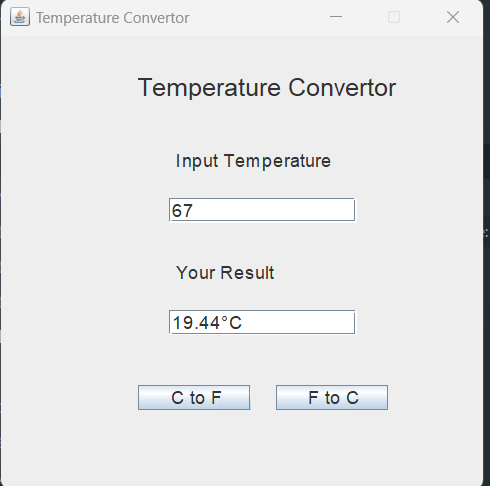 Temperature Convertor
Temperature Convertor
Input Temperature
67
Your Result
19.44°C
C to F F to C